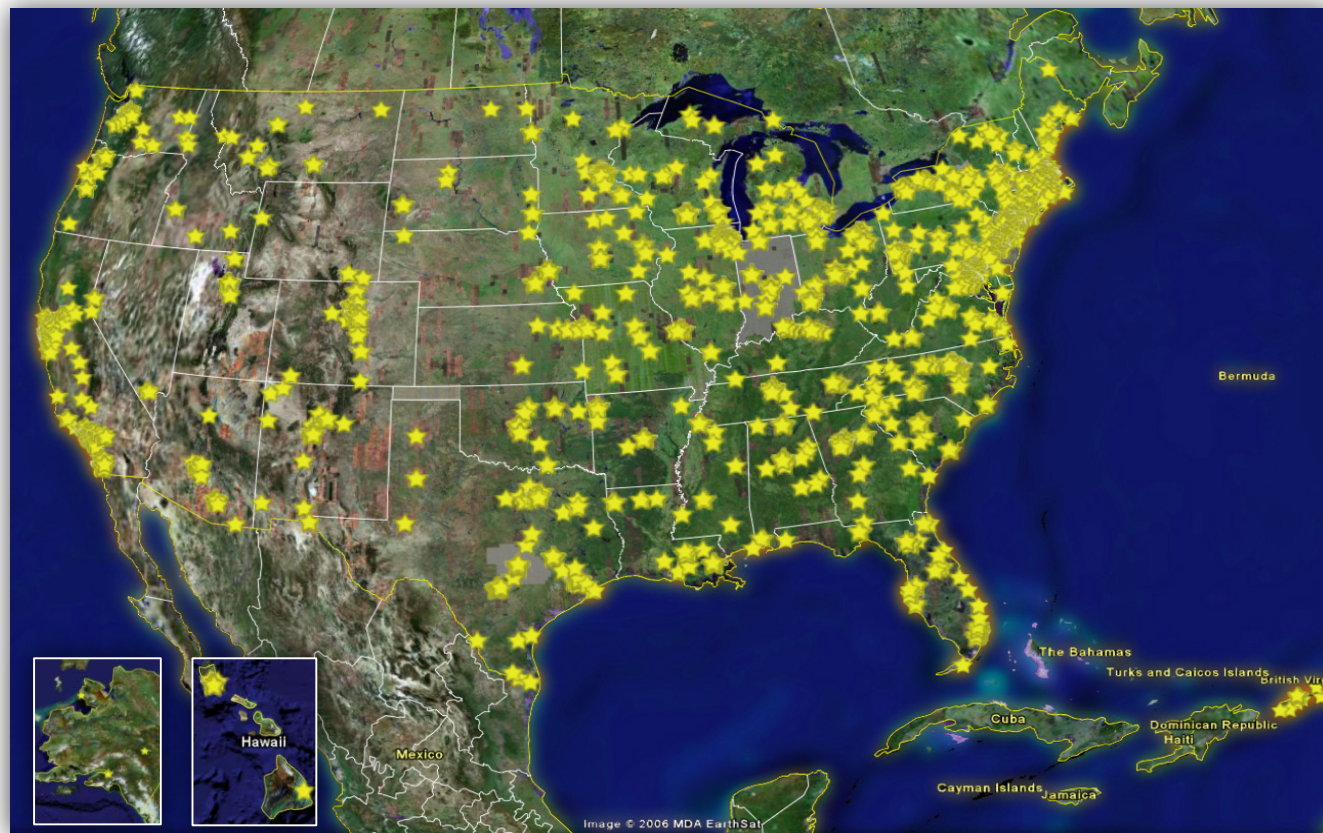 Bermuda
The Bahamas
Turks and Caicos Islands
British Vir
Cuba
Dominican Republic
Haiti
Hawaii
Mexico
Cayman Islands
Jamaica
Image © 2006 MDA EarthSat